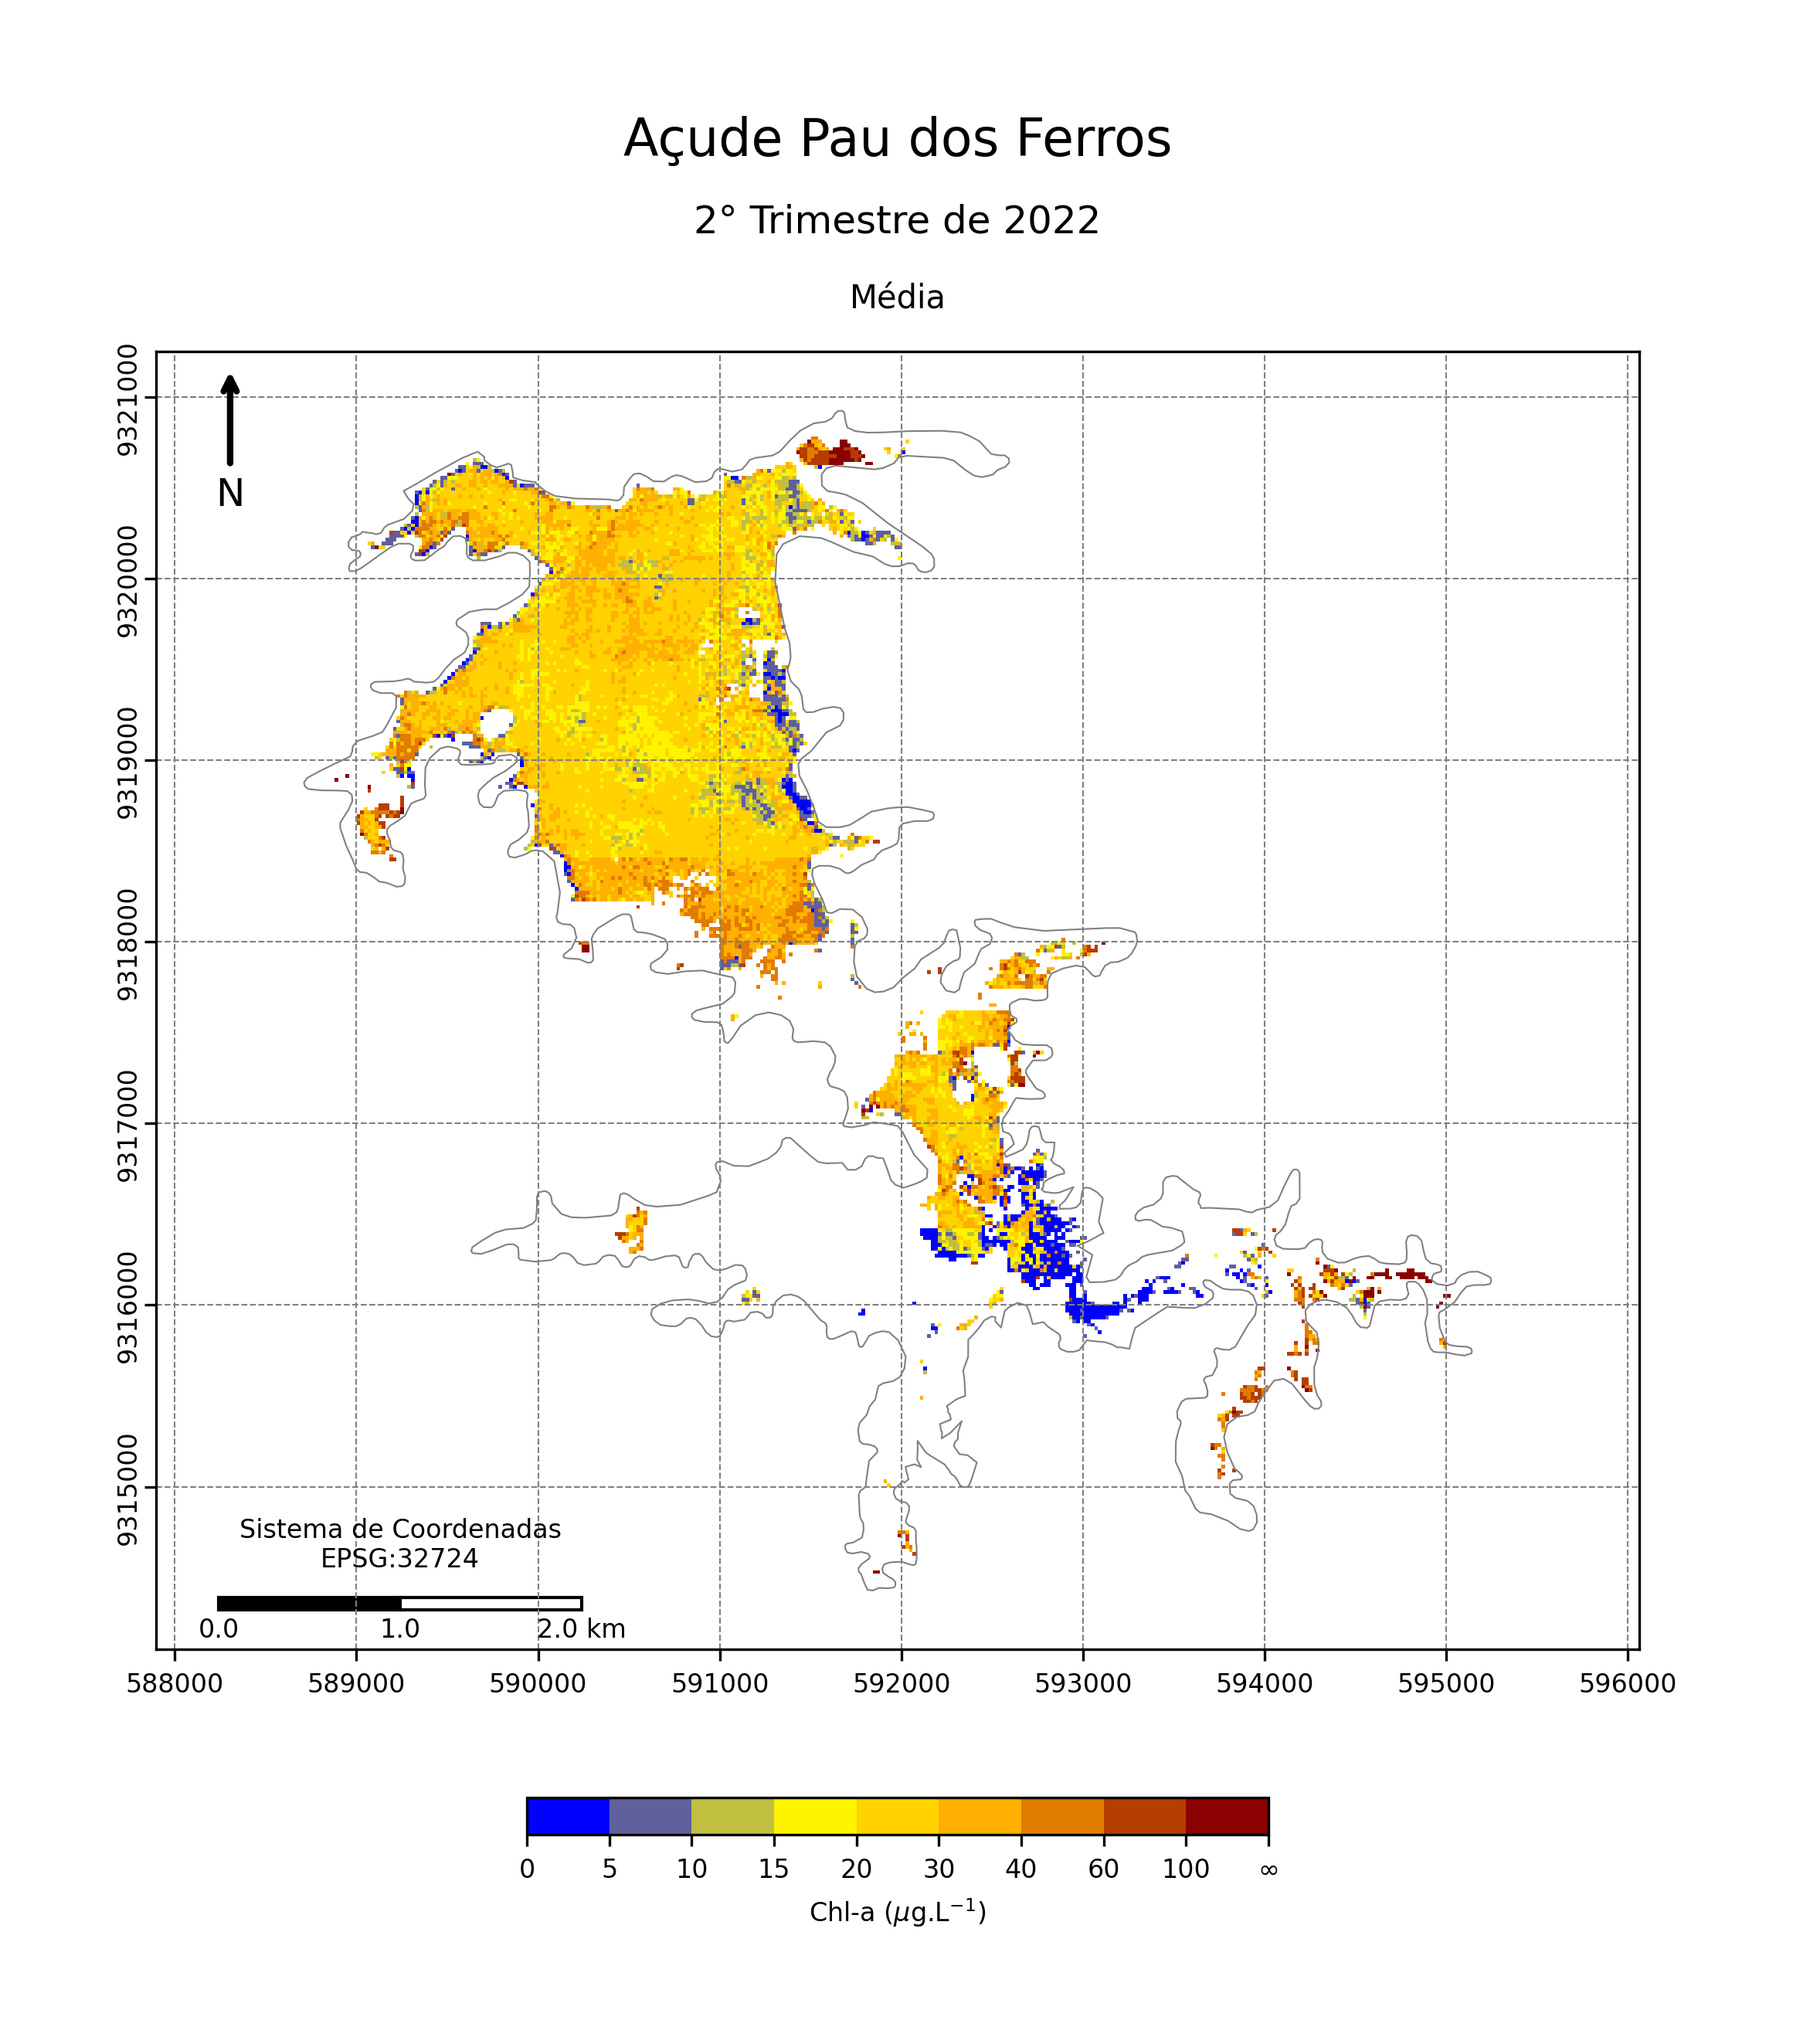 Açude Pau dos Ferros
2° Trimestre de 2022
Média
9321000
9320000
9319000
9318000
9317000
9316000
9315000
N
Sistema de Coordenadas
EPSG:32724
0.0 1.0 2.0 km
588000 589000 590000 591000 592000 593000 594000 595000 596000
0 5 10 15 20 30 40 60 100 ∞
Chl-a (μg.L⁻¹)